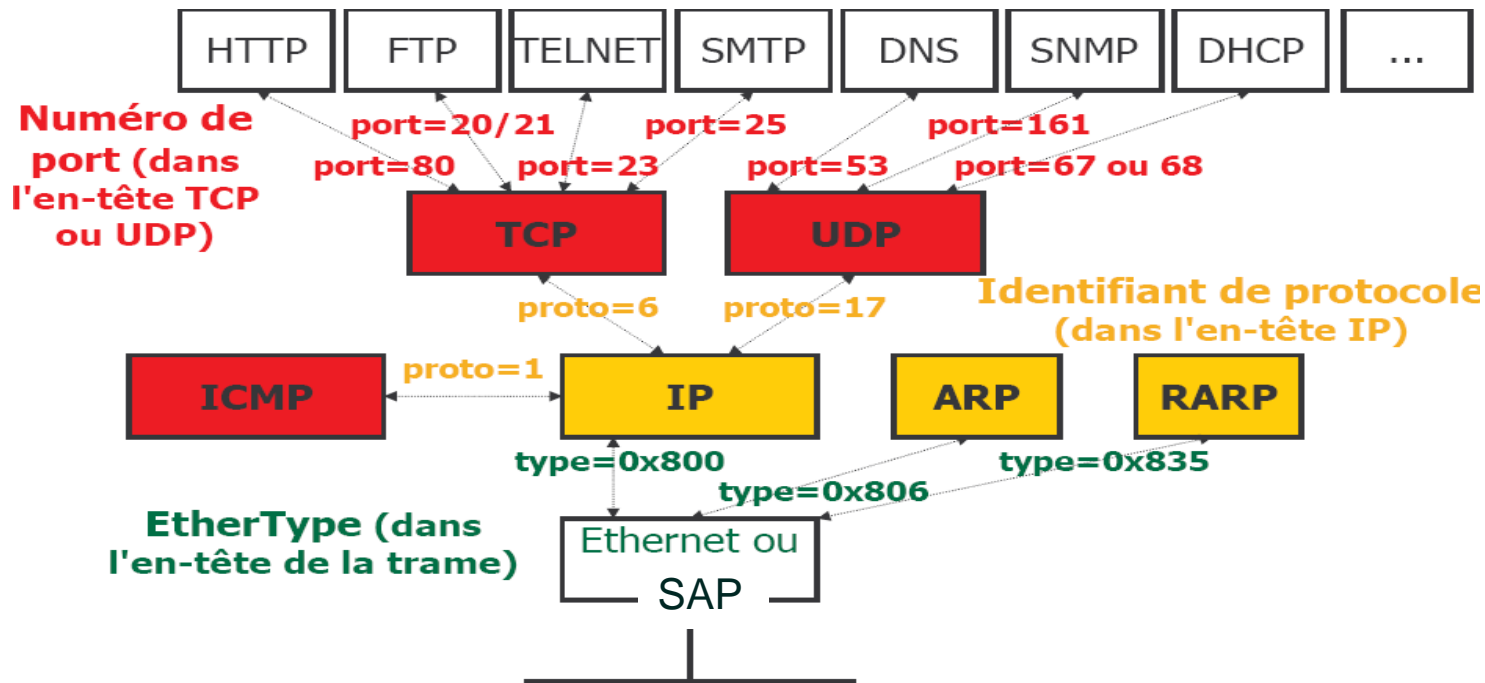 HTTP FTP TELNET SMTP DNS SNMP DHCP ...
Numéro de
port (dans
l'en-tête TCP
ou UDP)
port=20/21 port=25 port=161
port=80 port=23 port=53 port=67 ou 68
TCP UDP
Identifiant de protocole
(dans l'en-tête IP)
proto=6 proto=17
proto=1
ICMP IP ARP RARP
type=0x800 type=0x835
type=0x806
EtherType (dans
l'en-tête de la trame)
Ethernet ou
SAP